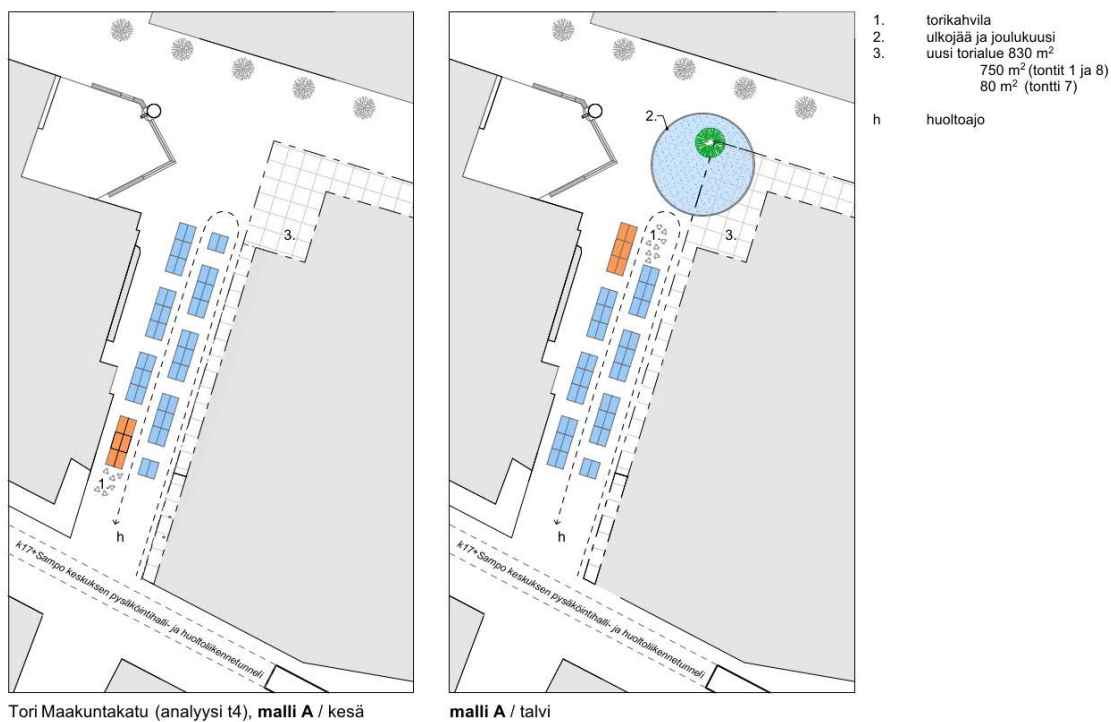 1. torikahvila
2. ulkojää ja joulukuusi
3. uusi torialue 830 m²
750 m² (tontit 1 ja 8)
80 m² (tontti 7)
h huoltoajo
3.
1.
h
k17+Sampo keskuksen pysäköintihalli- ja huoltoliikennetunneli
Tori Maakuntakatu (analyysi t4), malli A / kesä
2.
1.
3.
h
k17+Sampo keskuksen pysäköintihalli- ja huoltoliikennetunneli
malli A / talvi